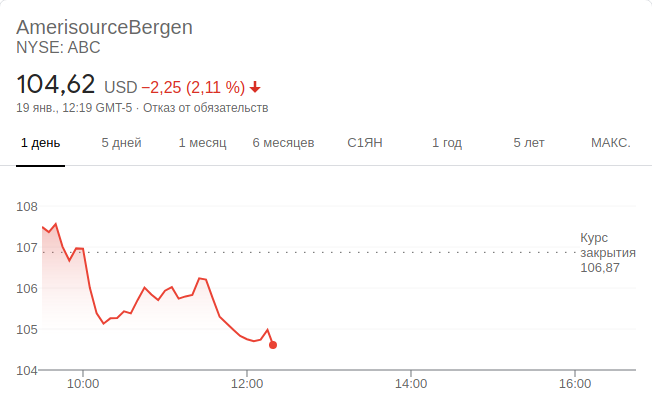 AmerisourceBergen
NYSE: ABC
104,62 USD −2,25 (2,11 %)
19 янв., 12:19 GMT-5 · Отказ от обязательств
1 день 5 дней 1 месяц 6 месяцев С1ЯН 1 год 5 лет МАКС.
108
107
106
105
104
Курс
закрытия
106,87
10:00 12:00 14:00 16:00